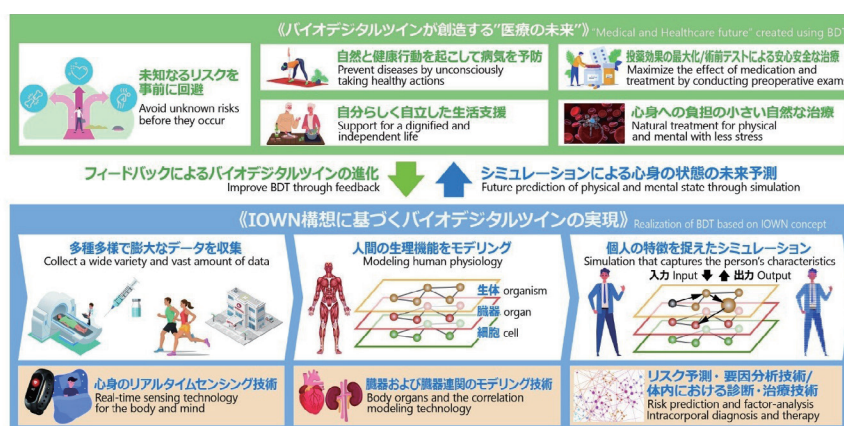 《バイオデジタルツインが創造する"医療の未来"》"Medical and Healthcare future" created using BDT
未知なるリスクを
事前に回避
Avoid unknown risks
before they occur
自然と健康行動を起こして病気を予防
Prevent diseases by unconsciously
taking healthy actions
投薬効果の最大化/術前テストによる安心安全な治療
Maximize the effect of medication and
treatment by conducting preoperative exams
自分らしく自立した生活支援
Support for a dignified and
independent life
心身への負担の小さい自然な治療
Natural treatment for physical
and mental with less stress
フィードバックによるバイオデジタルツインの進化
Improve BDT through feedback
シミュレーションによる心身の状態の未来予測
Future prediction of physical and mental state through simulation
《IOWN構想に基づくバイオデジタルツインの実現》Realization of BDT based on IOWN concept
多種多様で膨大なデータを収集
Collect a wide variety and vast amount of data
人間の生理機能をモデリング
Modeling human physiology
生体 organism
臓器 organ
細胞 cell
個人の特徴を捉えたシミュレーション
Simulation that captures the person's characteristics
入力 Input 出力 Output
心身のリアルタイムセンシング技術
Real-time sensing technology
for the body and mind
臓器および臓器連関のモデリング技術
Body organs and the correlation
modeling technology
リスク予測・要因分析技術/
体内における診断・治療技術
Risk prediction and factor-analysis
Intracorporal diagnosis and therapy